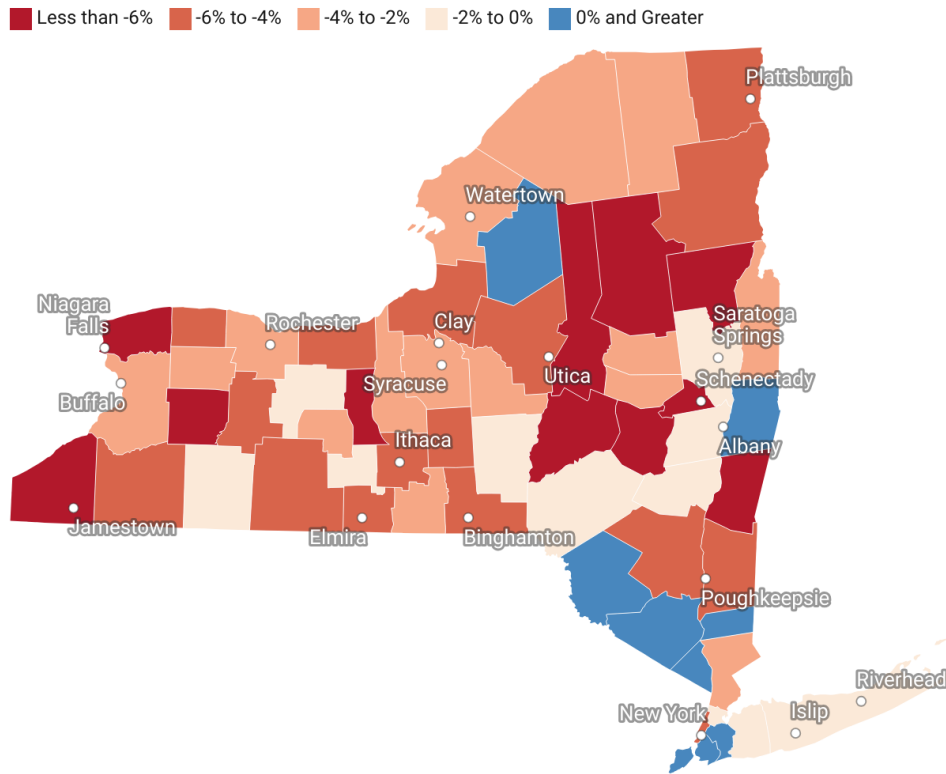 Less than -6% -6% to -4% -4% to -2% -2% to 0% 0% and Greater
Plattsburgh
Watertown
Niagara
Falls
Rochester
Clay
Saratoga
Springs
Buffalo
Syracuse
Utica
Schenectady
Ithaca
Albany
Jamestown
Elmira
Binghamton
Poughkeepsie
Riverhead
New York
Islip